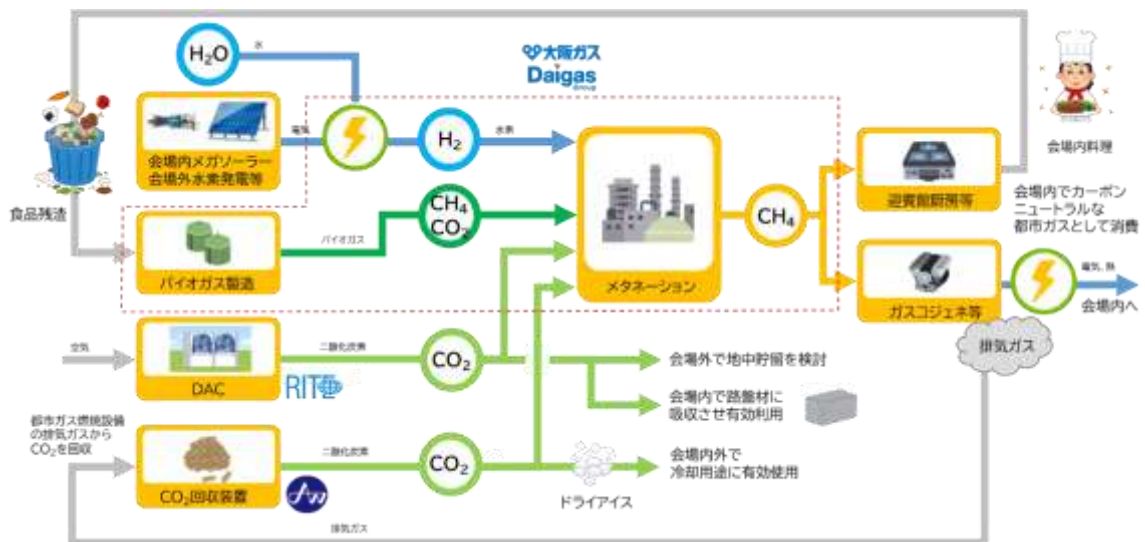 H₂O
水
大阪ガス
Daigas
Group
会場内メガソーラー
会場外水素発電等
電気
H₂
水素
会場内料理
食品残渣
バイオガス製造
バイオガス
CH₄
CO₂
メタネーション
CH₄
迎賓館厨房等
会場内でカーボン
ニュートラルな
都市ガスとして消費
ガスコジェネ等
電気、熱
会場内へ
排気ガス
空気
DAC
二酸化炭素
RITE
CO₂
会場外で地中貯留を検討
会場内で路盤材に
吸収させ有効利用
都市ガス燃焼設備
の排気ガスから
CO₂を回収
CO₂回収装置
二酸化炭素
CO₂
ドライアイス
会場内外で
冷却用途に有効使用
排気ガス